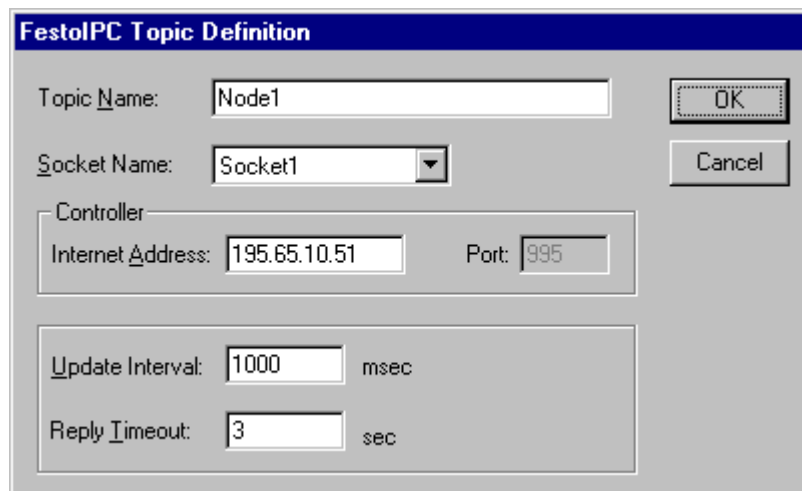 FestoIPC Topic Definition
Topic Name: Node1 OK
Socket Name: Socket1 Cancel
Controller
Internet Address: 195.65.10.51 Port: 995
Update Interval: 1000 msec
Reply Timeout: 3 sec